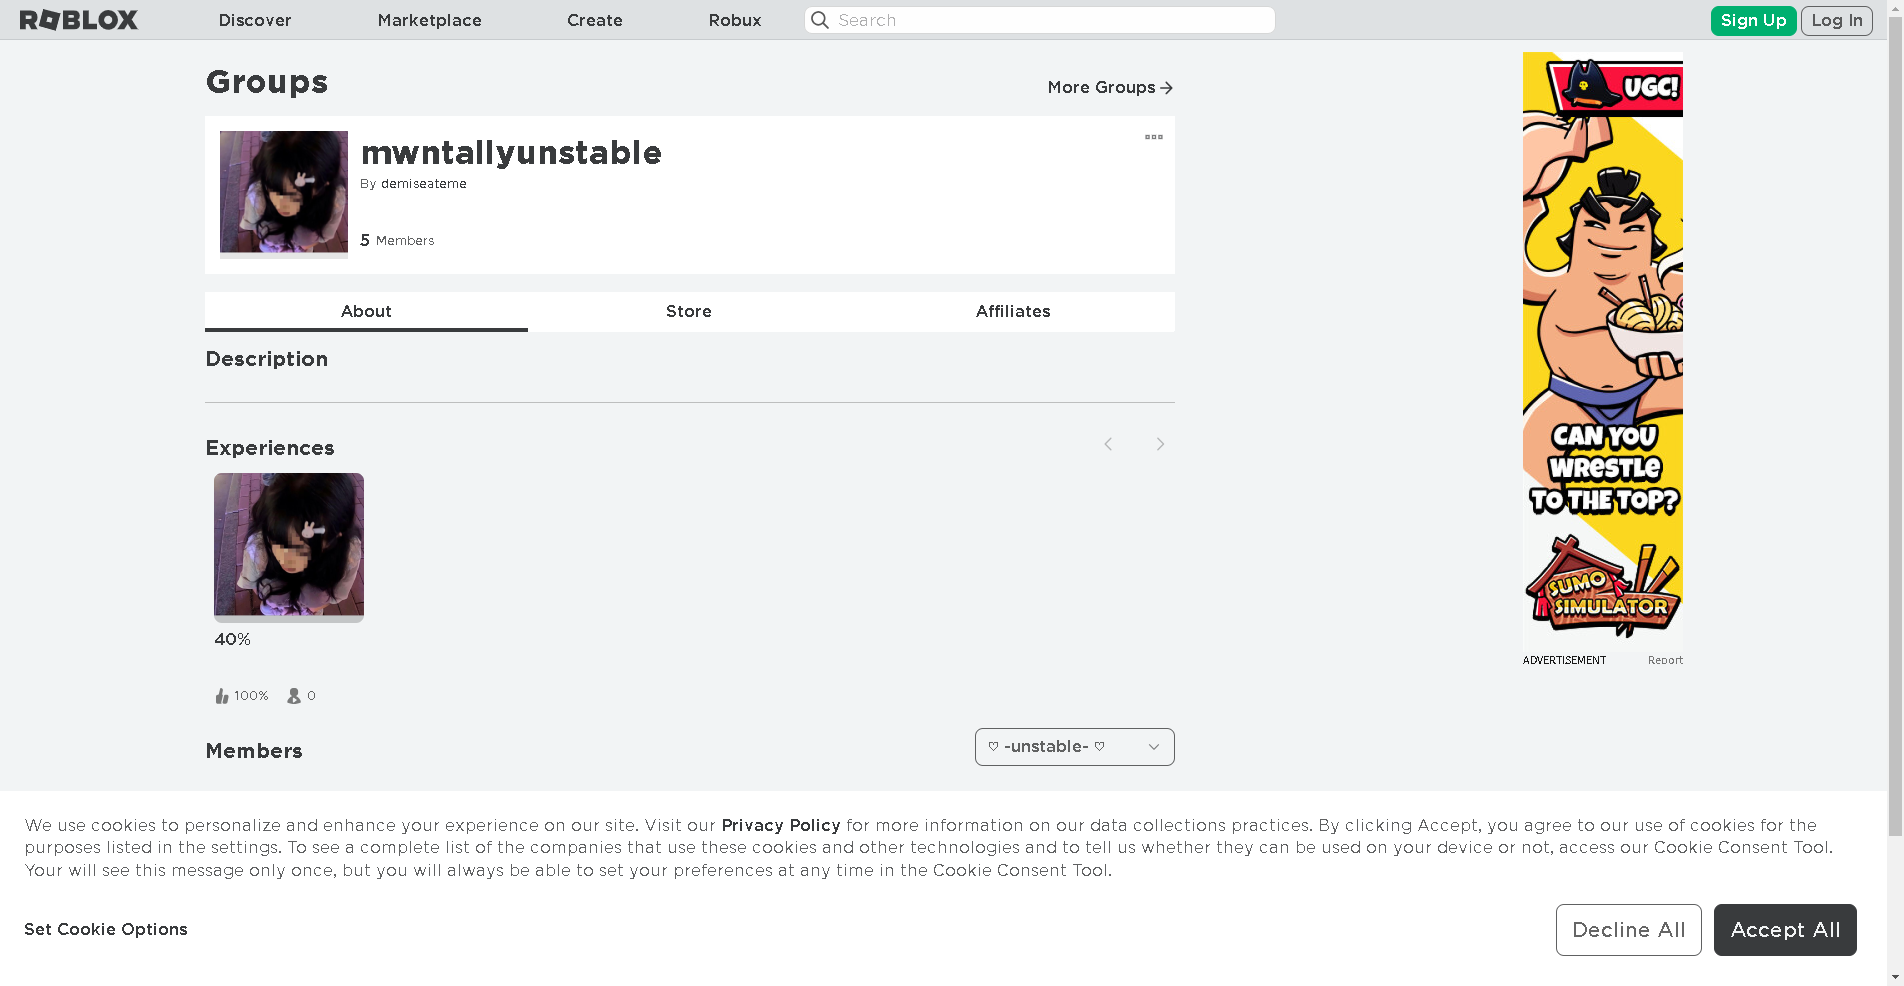 ROBLOX
Discover
Marketplace
Create
Robux
Search
Sign Up
Log In
Groups
More Groups
mwntallyunstable
By demiseateme
5 Members
About
Store
Affiliates
Description
Experiences
40%
100%
0
Members
♡ -unstable- ♡
UGC!
CAN YOU
WRESTLE
TO THE TOP?
SUMO
SIMULATOR
ADVERTISEMENT
Report
We use cookies to personalize and enhance your experience on our site. Visit our Privacy Policy for more information on our data collections practices. By clicking Accept, you agree to our use of cookies for the
purposes listed in the settings. To see a complete list of the companies that use these cookies and other technologies and to tell us whether they can be used on your device or not, access our Cookie Consent Tool.
Your will see this message only once, but you will always be able to set your preferences at any time in the Cookie Consent Tool.
Set Cookie Options
Decline All
Accept All